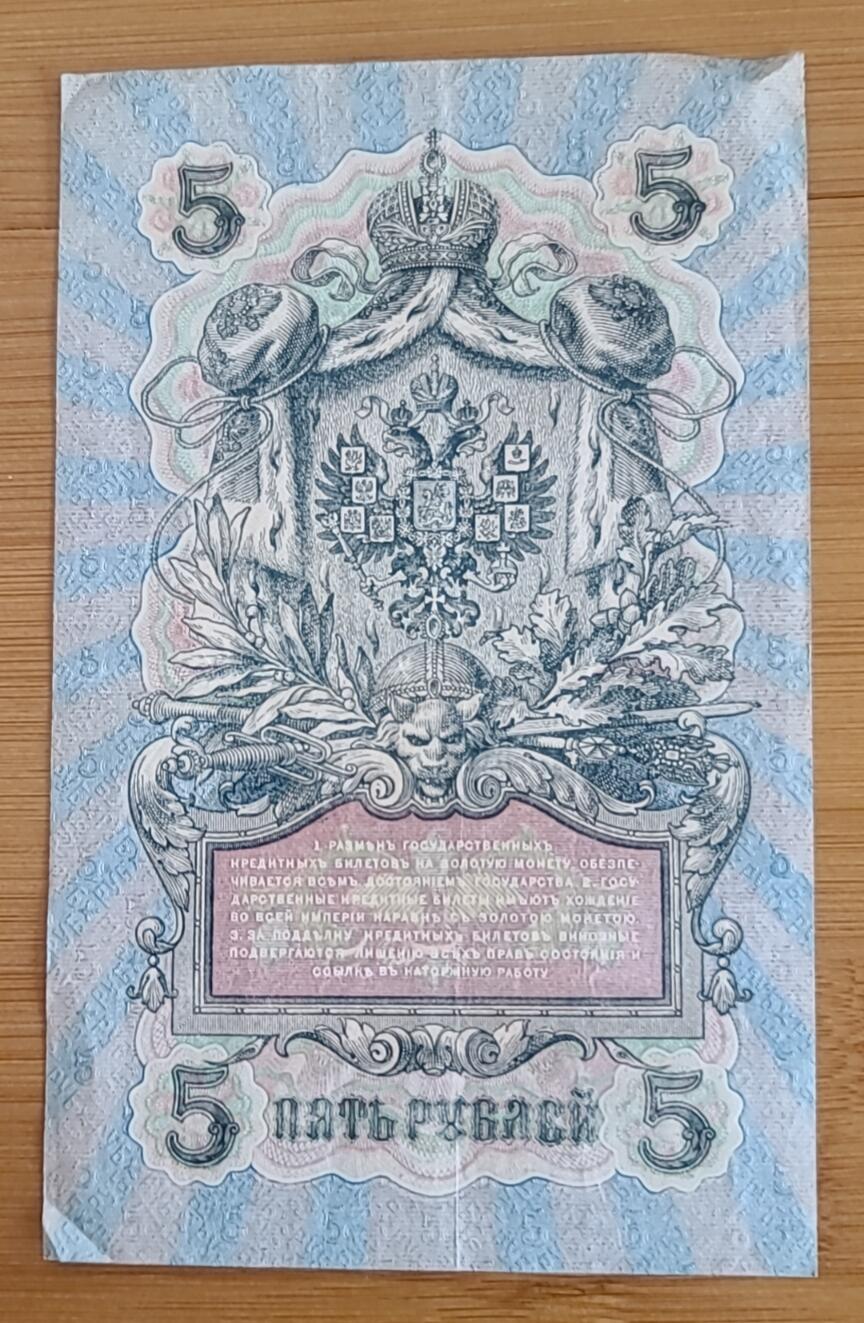 5 5
1. РАЗМѢНЪ ГОСУДАРСТВЕННЫХЪ
КРЕДИТНЫХЪ БИЛЕТОВЪ НА ЗОЛОТУЮ МОНЕТУ ОБЕЗПЕ-
ЧИВАЕТСЯ ВСѢМЪ ДОСТОЯНІЕМЪ ГОСУДАРСТВА. 2. ГОСУ-
ДАРСТВЕННЫЕ КРЕДИТНЫЕ БИЛЕТЫ ИМѢЮТЪ ХОЖДЕНІЕ
ВО ВСЕЙ ИМПЕРІИ НАРАВНѢ СЪ ЗОЛОТОЮ МОНЕТОЮ.
3. ЗА ПОДДѢЛКУ КРЕДИТНЫХЪ БИЛЕТОВЪ ВИНОВНЫЕ
ПОДВЕРГАЮТСЯ ЛИШЕНІЮ ВСѢХЪ ПРАВЪ СОСТОЯНІЯ И
ССЫЛКѢ ВЪ КАТОРЖНУЮ РАБОТУ
5 ПЯТЬ РУБЛЕЙ 5